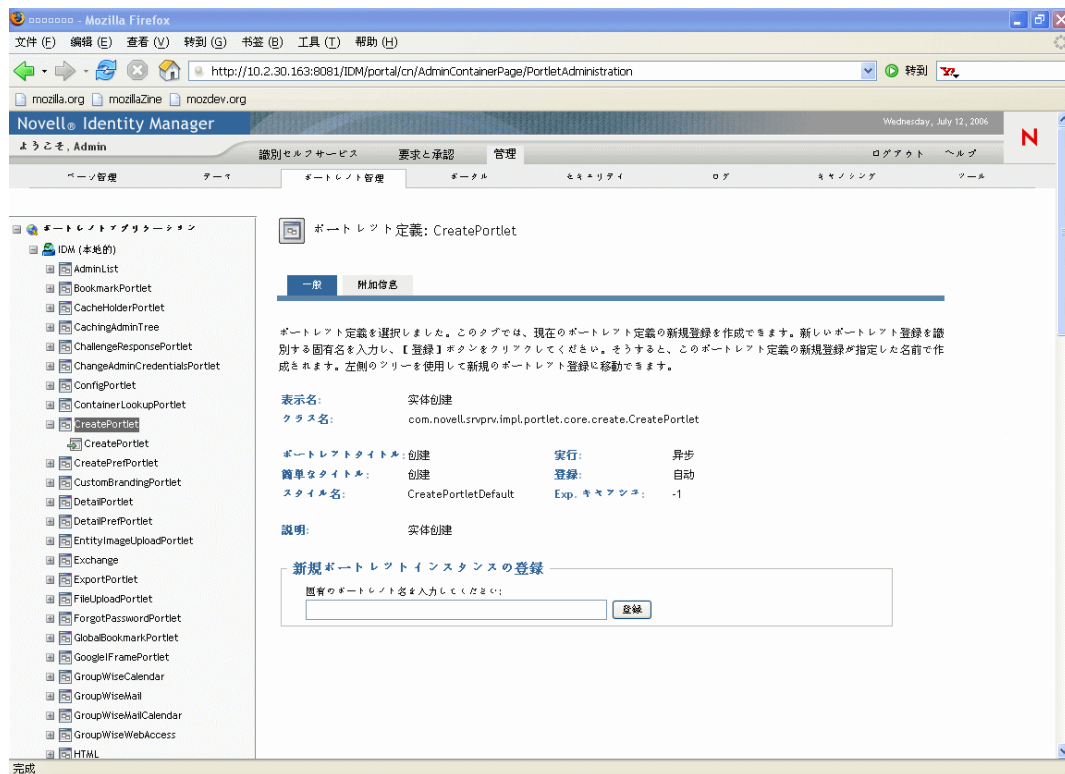 - Mozilla Firefox
文件 (F) 编辑 (E) 查看 (V) 转到 (G) 书签 (B) 工具 (T) 帮助 (H)
http://10.2.30.163:8081/IDM/portal/cn/AdminContainerPage/PortletAdministration 转到
mozilla.org mozillaZine mozdev.org
Novell® Identity Manager Wednesday, July 12, 2006
N
ようこそ, Admin
識別セルフサービス 要求と承認 管理 ログアウト ヘルプ
ページ管理 テーマ ポートレット管理 ポータル セキュリティ ログ キャッシング ツール
ポートレットアプリケーション
IDM (本地的)
AdminList
BookmarkPortlet
CacheHolderPortlet
CachingAdminTree
ChallengeResponsePortlet
ChangeAdminCredentialsPortlet
ConfigPortlet
ContainerLookupPortlet
CreatePortlet
CreatePortlet
CreatePrefPortlet
CustomBrandingPortlet
DetailPortlet
DetailPrefPortlet
EntityImageUploadPortlet
Exchange
ExportPortlet
FileUploadPortlet
ForgotPasswordPortlet
GlobalBookmarkPortlet
GoogleIFramePortlet
GroupWiseCalendar
GroupWiseMail
GroupWiseMailCalendar
GroupWiseWebAccess
HTML
ポートレット定義: CreatePortlet
一般 附加信息
ポートレット定義を選択しました。このタブでは、現在のポートレット定義の新規登録を作成できます。新しいポートレット登録を識
別する固有名を入力し、[登録]ボタンをクリックしてください。そうすると、このポートレット定義の新規登録が指定した名前で作
成されます。左側のツリーを使用して新規のポートレット登録に移動できます。
表示名: 实体创建
クラス名: com.novell.srvprv.impl.portlet.core.create.CreatePortlet
ポートレットタイトル: 创建 実行: 异步
簡単なタイトル: 创建 登録: 自动
スタイル名: CreatePortletDefault Exp. キャッシュ: -1
説明: 实体创建
新規ポートレットインスタンスの登録
固有のポートレット名を入力してください:
登録
完成